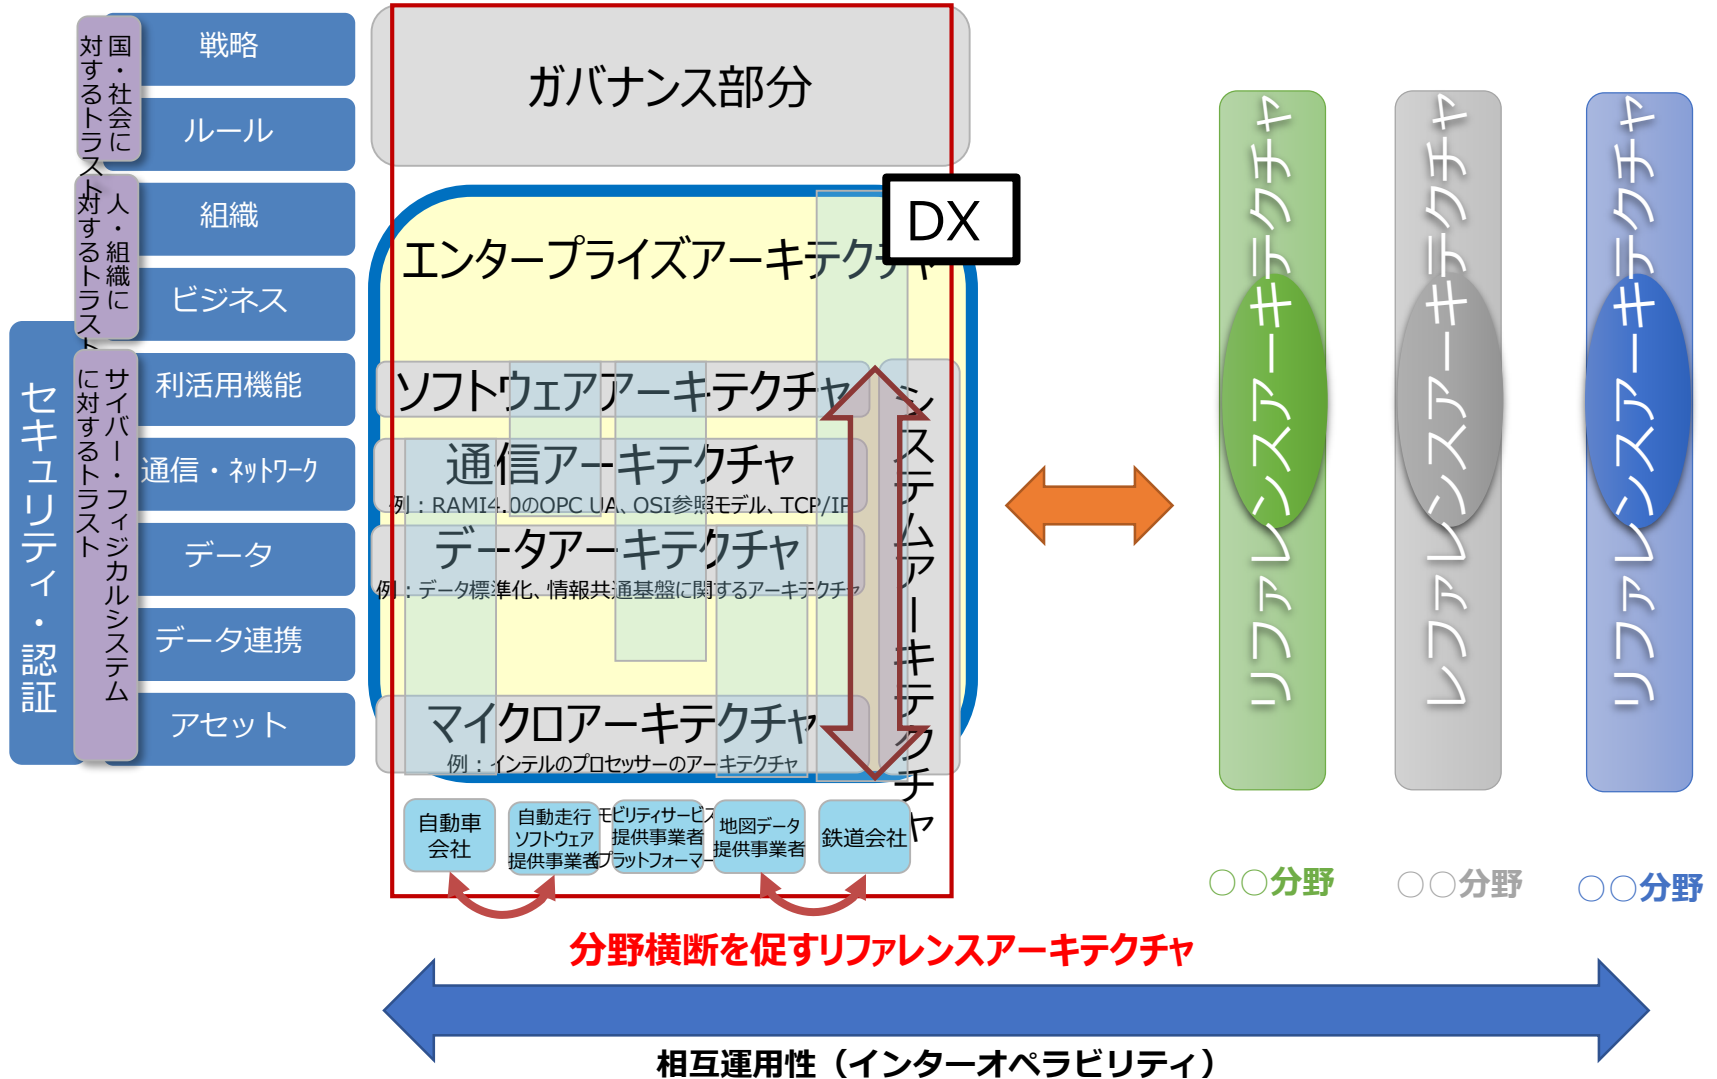 戦略
ルール
組織
ビジネス
利活用機能
通信・ネットワーク
データ
データ連携
アセット
国・社会に
対するトラスト
人・組織に
対するトラスト
サイバー・フィジカルシステム
に対するトラスト
セキュリティ・認証
ガバナンス部分
DX
エンタープライズアーキテクチャ
ソフトウェアアーキテクチャ
通信アーキテクチャ
例：RAMI4.0のOPC UA、OSI参照モデル、TCP/IP
データアーキテクチャ
例：データ標準化、情報共通基盤に関するアーキテクチャ
マイクロアーキテクチャ
例：インテルのプロセッサーのアーキテクチャ
システムアーキテクチャ
自動車
会社
自動走行
ソフトウェア
提供事業者
モビリティサービス
提供事業者
プラットフォーマー
地図データ
提供事業者
鉄道会社
リファレンスアーキテクチャ
レファレンスアーキテクチャ
リファレンスアーキテクチャ
〇〇分野
〇〇分野
〇〇分野
分野横断を促すリファレンスアーキテクチャ
相互運用性（インターオペラビリティ）